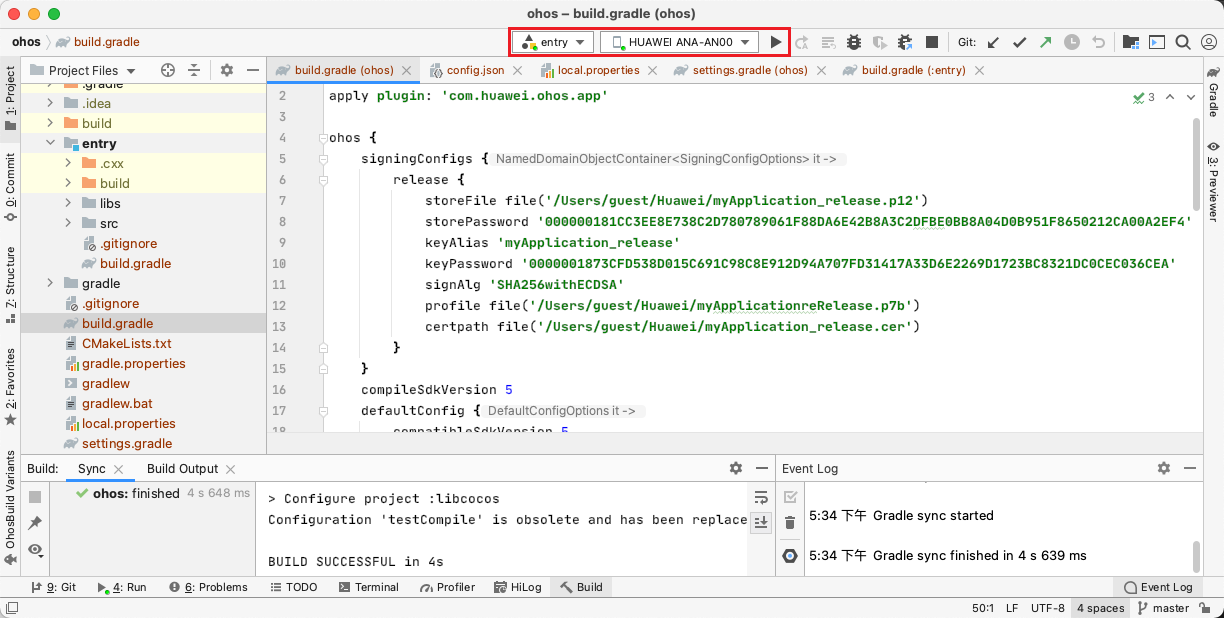 ohos – build.gradle (ohos)
ohos build.gradle
entry HUAWEI ANA-AN00 Git:
1: Project
0: Commit
7: Structure
2: Favorites
OhosBuild Variants
Project Files
.gradle
.idea
build
entry
.cxx
build
libs
src
.gitignore
build.gradle
gradle
.gitignore
build.gradle
CMakeLists.txt
gradle.properties
gradlew
gradlew.bat
local.properties
settings.gradle
build.gradle (ohos) config.json local.properties settings.gradle (ohos) build.gradle (:entry)
3
2 apply plugin: 'com.huawei.ohos.app'
3
4 ohos {
5 signingConfigs { NamedDomainObjectContainer<SigningConfigOptions> it ->
6 release {
7 storeFile file('/Users/guest/Huawei/myApplication_release.p12')
8 storePassword '000000181CC3EE8E738C2D780789061F88DA6E42B8A3C2DFBE0BB8A04D0B951F8650212CA00A2EF4'
9 keyAlias 'myApplication_release'
10 keyPassword '0000001873CFD538D015C691C98C8E912D94A707FD31417A33D6E2269D1723BC8321DC0CEC036CEA'
11 signAlg 'SHA256withECDSA'
12 profile file('/Users/guest/Huawei/myApplicationreRelease.p7b')
13 certpath file('/Users/guest/Huawei/myApplication_release.cer')
14 }
15 }
16 compileSdkVersion 5
17 defaultConfig { DefaultConfigOptions it ->
18 compatibleSdkVersion 5
Gradle
3: Previewer
Build: Sync Build Output
ohos: finished 4 s 648 ms
> Configure project :libcocos
Configuration 'testCompile' is obsolete and has been replace
BUILD SUCCESSFUL in 4s
Event Log
5:34 下午 Gradle sync started
5:34 下午 Gradle sync finished in 4 s 639 ms
9: Git 4: Run 6: Problems TODO Terminal Profiler HiLog Build Event Log
50:1 LF UTF-8 4 spaces master